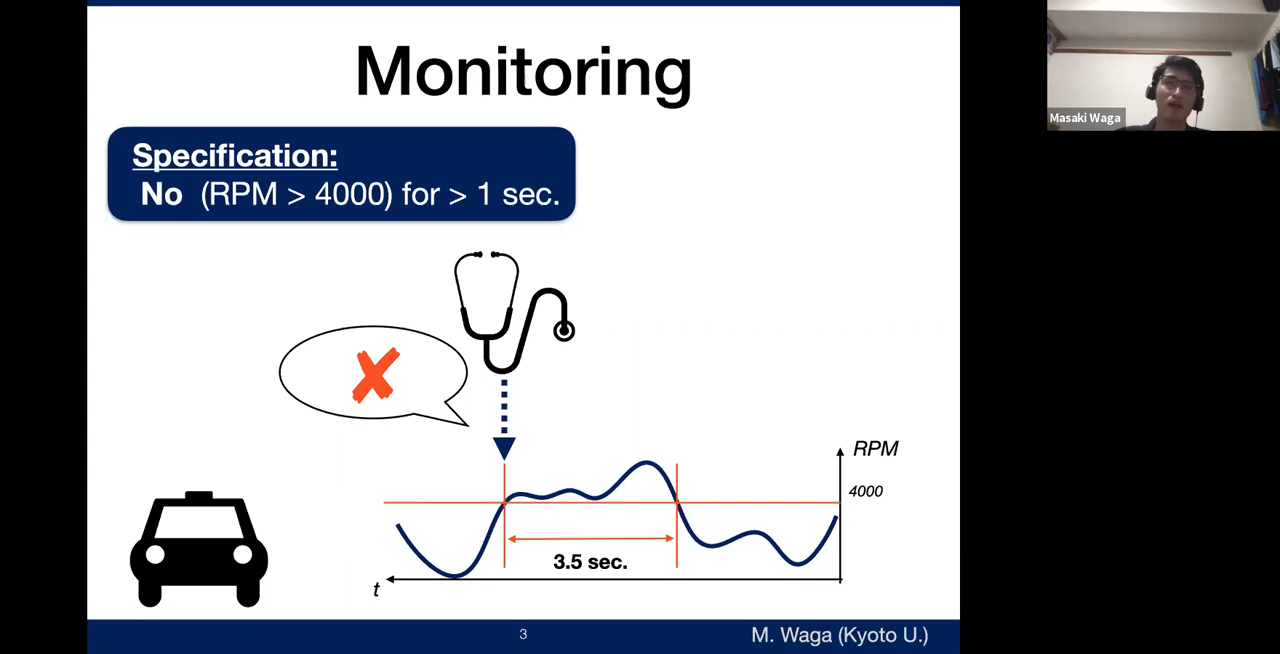 Monitoring
Specification:
No (RPM > 4000) for > 1 sec.
Masaki Waga
RPM
4000
3.5 sec.
t
3
M. Waga (Kyoto U.)